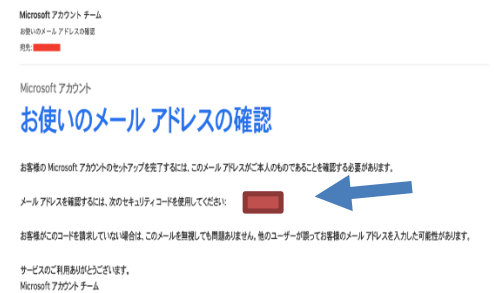 Microsoft アカウント チーム
お使いのメール アドレスの確認
宛先:
Microsoft アカウント
お使いのメール アドレスの確認
お客様の Microsoft アカウントのセットアップを完了するには、このメール アドレスがご本人のものであることを確認する必要があります。
メール アドレスを確認するには、次のセキュリティ コードを使用してください:
お客様がこのコードを請求していない場合は、このメールを無視しても問題ありません。他のユーザーが誤ってお客様のメール アドレスを入力した可能性があります。
サービスのご利用ありがとうございます。
Microsoft アカウント チーム